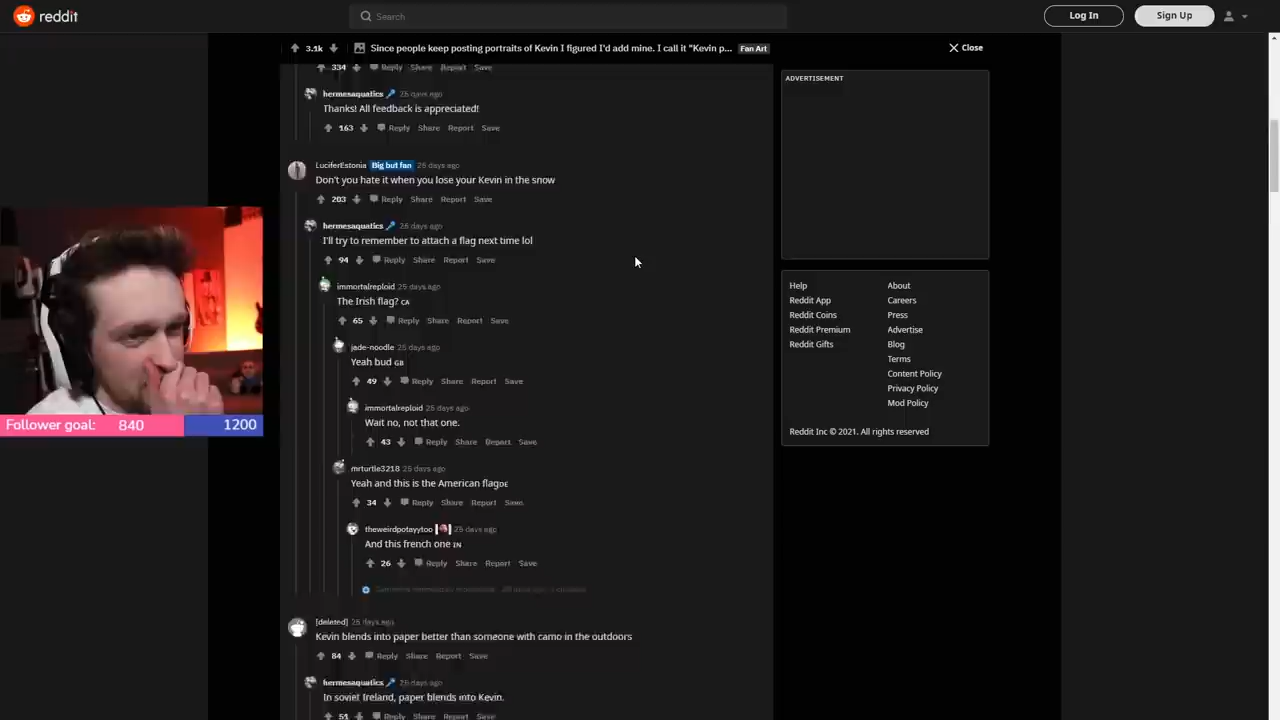 reddit
Search
Log In
Sign Up
3.1k Since people keep posting portraits of Kevin I figured I'd add mine. I call it "Kevin p... Fan Art
Close
334 Reply Share Report Save
hermesaquatics 25 days ago
Thanks! All feedback is appreciated!
163 Reply Share Report Save
LuciferEstonia Big but fan 25 days ago
Don't you hate it when you lose your Kevin in the snow
203 Reply Share Report Save
hermesaquatics 25 days ago
I'll try to remember to attach a flag next time lol
94 Reply Share Report Save
immortalreploid 25 days ago
The Irish flag? CA
65 Reply Share Report Save
jade-noodle 25 days ago
Yeah bud GB
49 Reply Share Report Save
immortalreploid 25 days ago
Wait no, not that one.
43 Reply Share Report Save
mrturtle3218 25 days ago
Yeah and this is the American flagDE
34 Reply Share Report Save
theweirdpotayytoo 25 days ago
And this french one IN
26 Reply Share Report Save
[deleted] 25 days ago
Kevin blends into paper better than someone with camo in the outdoors
84 Reply Share Report Save
hermesaquatics 25 days ago
In soviet Ireland, paper blends into Kevin.
51 Reply Share Report Save
ADVERTISEMENT
Help About
Reddit App Careers
Reddit Coins Press
Reddit Premium Advertise
Reddit Gifts Blog
Terms
Content Policy
Privacy Policy
Mod Policy
Reddit Inc © 2021. All rights reserved
Follower goal: 840 1200